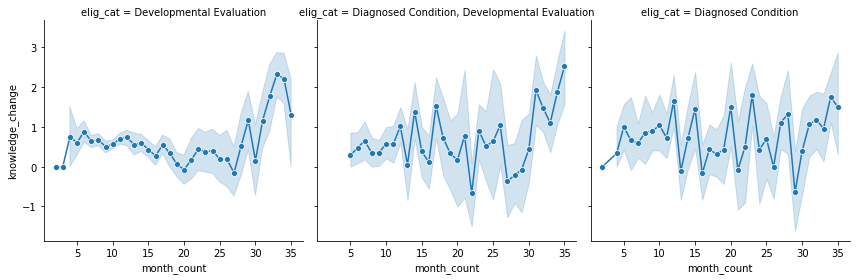 elig_cat = Developmental Evaluation
elig_cat = Diagnosed Condition, Developmental Evaluation
elig_cat = Diagnosed Condition
knowledge_change
3
2
1
0
−1
5 10 15 20 25 30 35
5 10 15 20 25 30 35
5 10 15 20 25 30 35
month_count
month_count
month_count